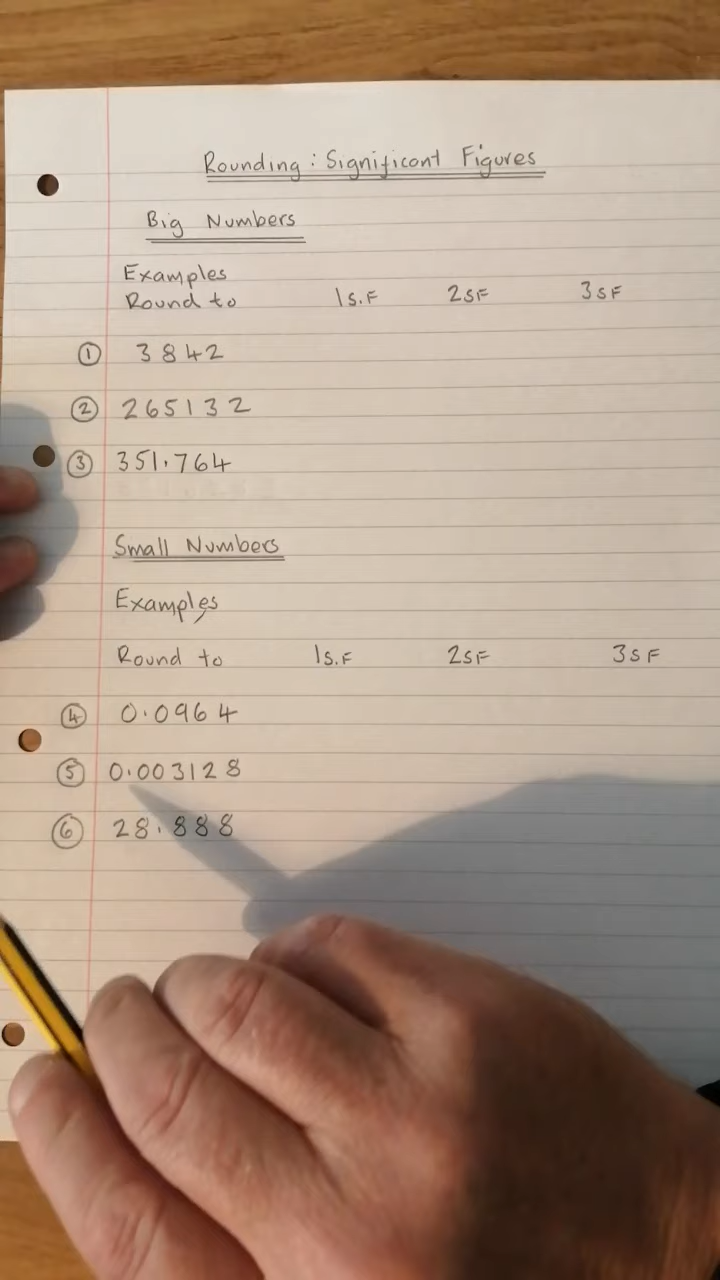 Rounding : Significant Figures
Big Numbers
Examples
Round to 1s.F 2SF 3SF
① 3842
② 265132
③ 351.764
Small Numbers
Examples
Round to 1s.F 2SF 3SF
④ 0.0964
⑤ 0.003128
⑥ 28.888